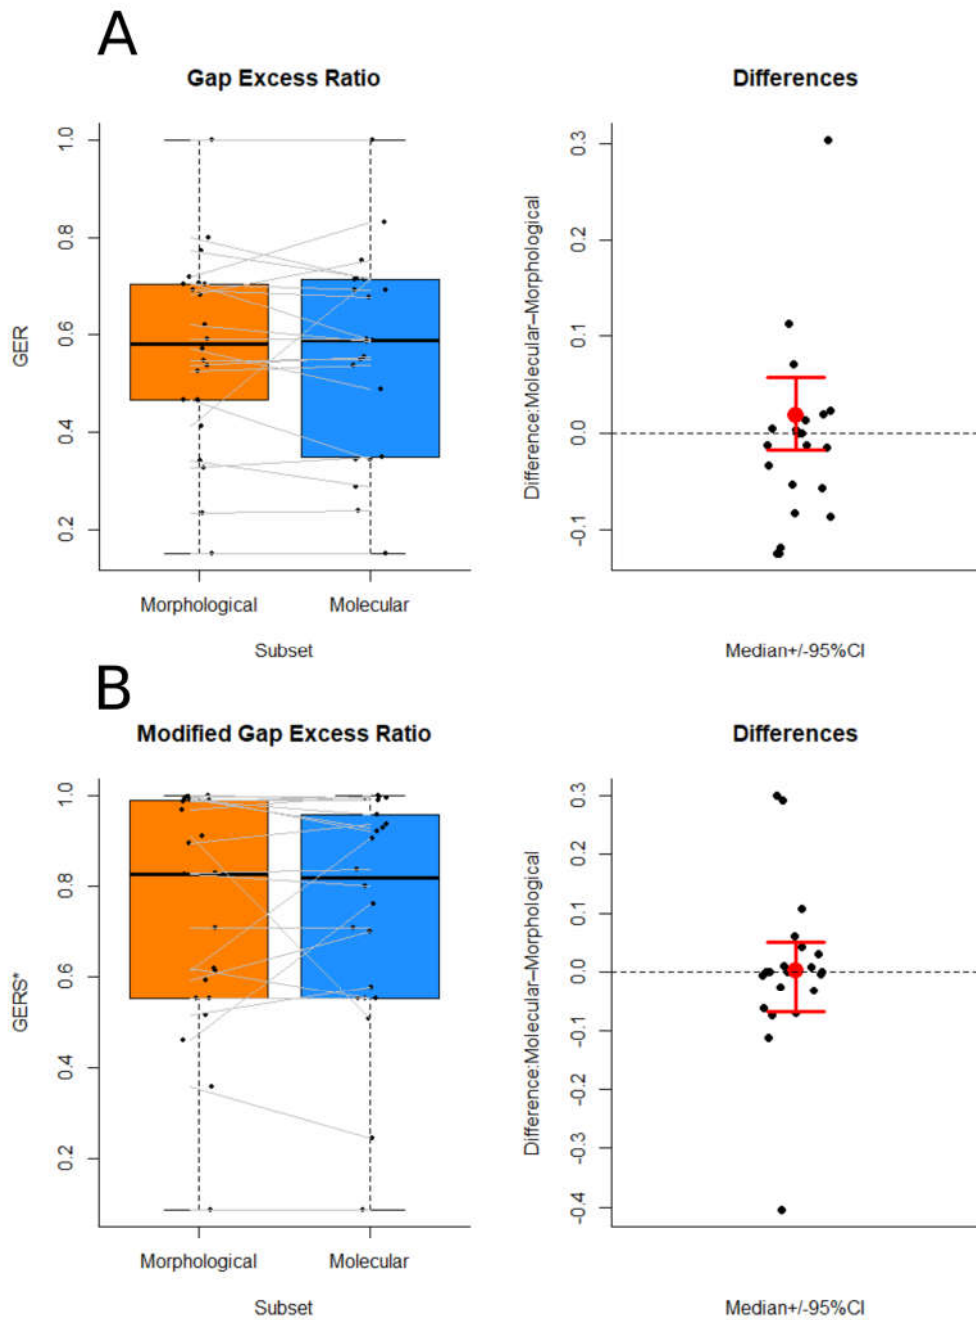 A
Gap Excess Ratio
Differences
GER
1.0
0.8
0.6
0.4
0.2
Morphological
Molecular
Subset
Difference:Molecular−Morphological
0.3
0.2
0.1
0.0
-0.1
Median+/-95%CI
B
Modified Gap Excess Ratio
Differences
GERS*
1.0
0.8
0.6
0.4
0.2
Morphological
Molecular
Subset
Difference:Molecular−Morphological
0.3
0.2
0.1
0.0
-0.1
-0.2
-0.3
-0.4
Median+/-95%CI